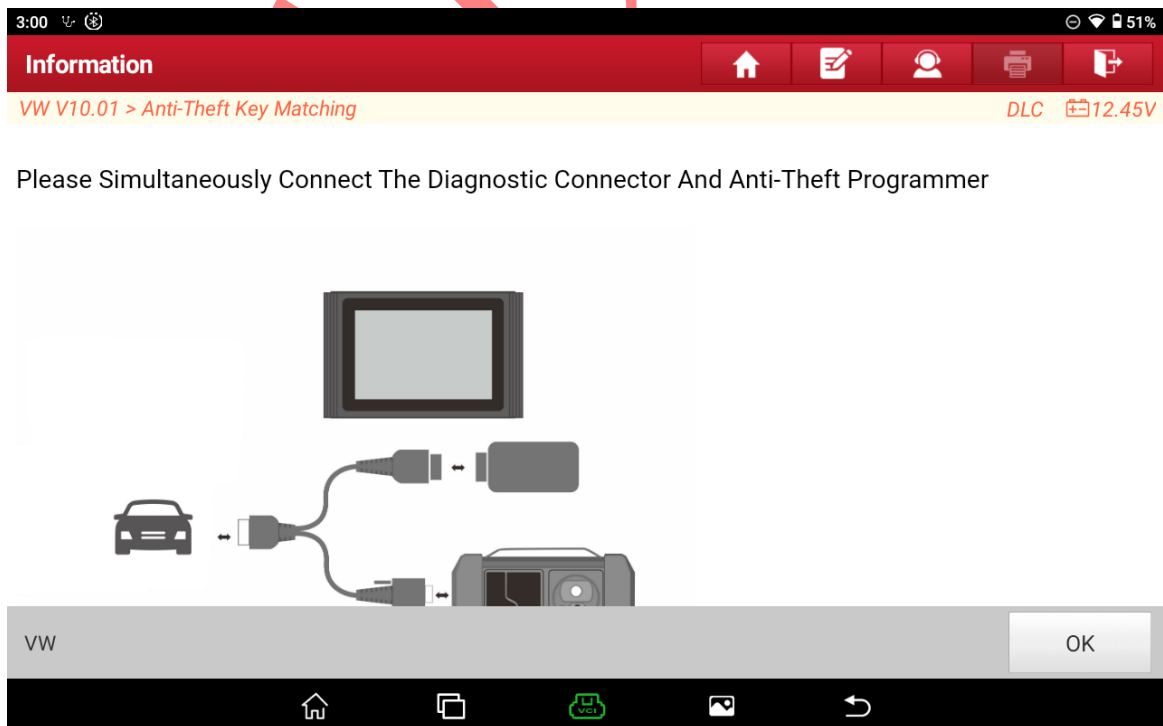 3:00 51%
Information
VW V10.01 > Anti-Theft Key Matching DLC 12.45V
Please Simultaneously Connect The Diagnostic Connector And Anti-Theft Programmer
VW OK
VCI